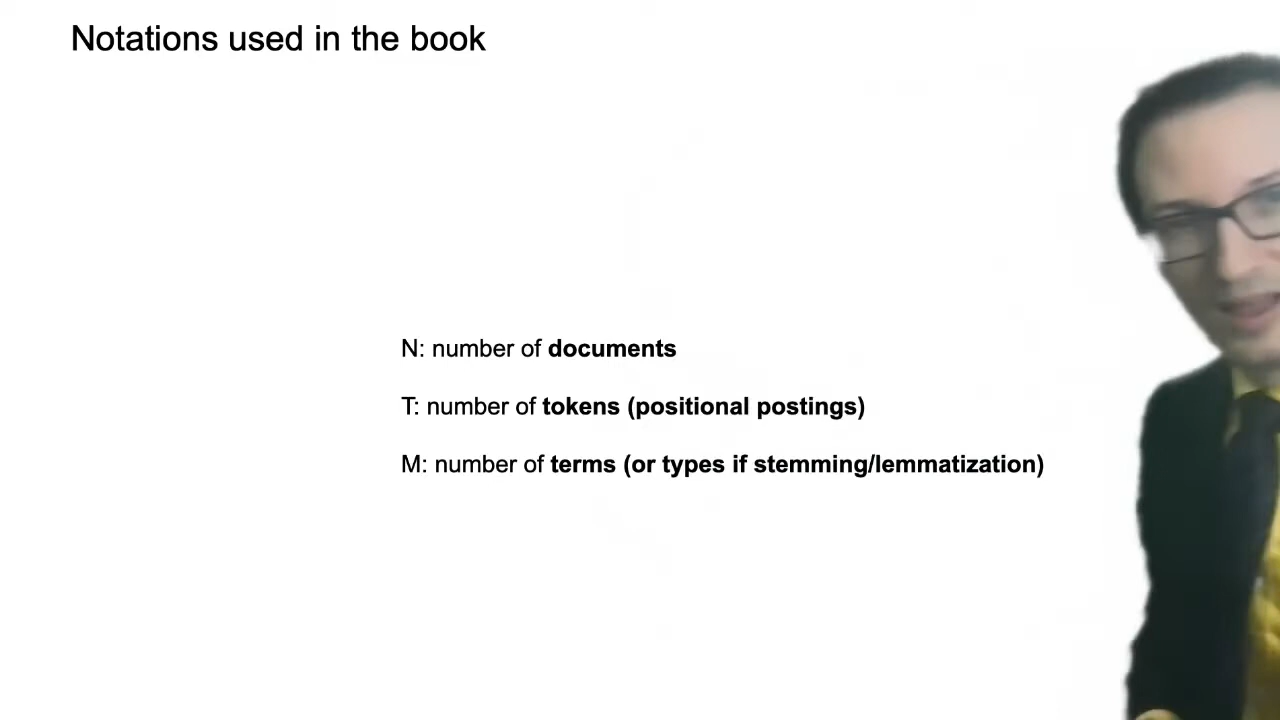 Notations used in the book
N: number of documents
T: number of tokens (positional postings)
M: number of terms (or types if stemming/lemmatization)